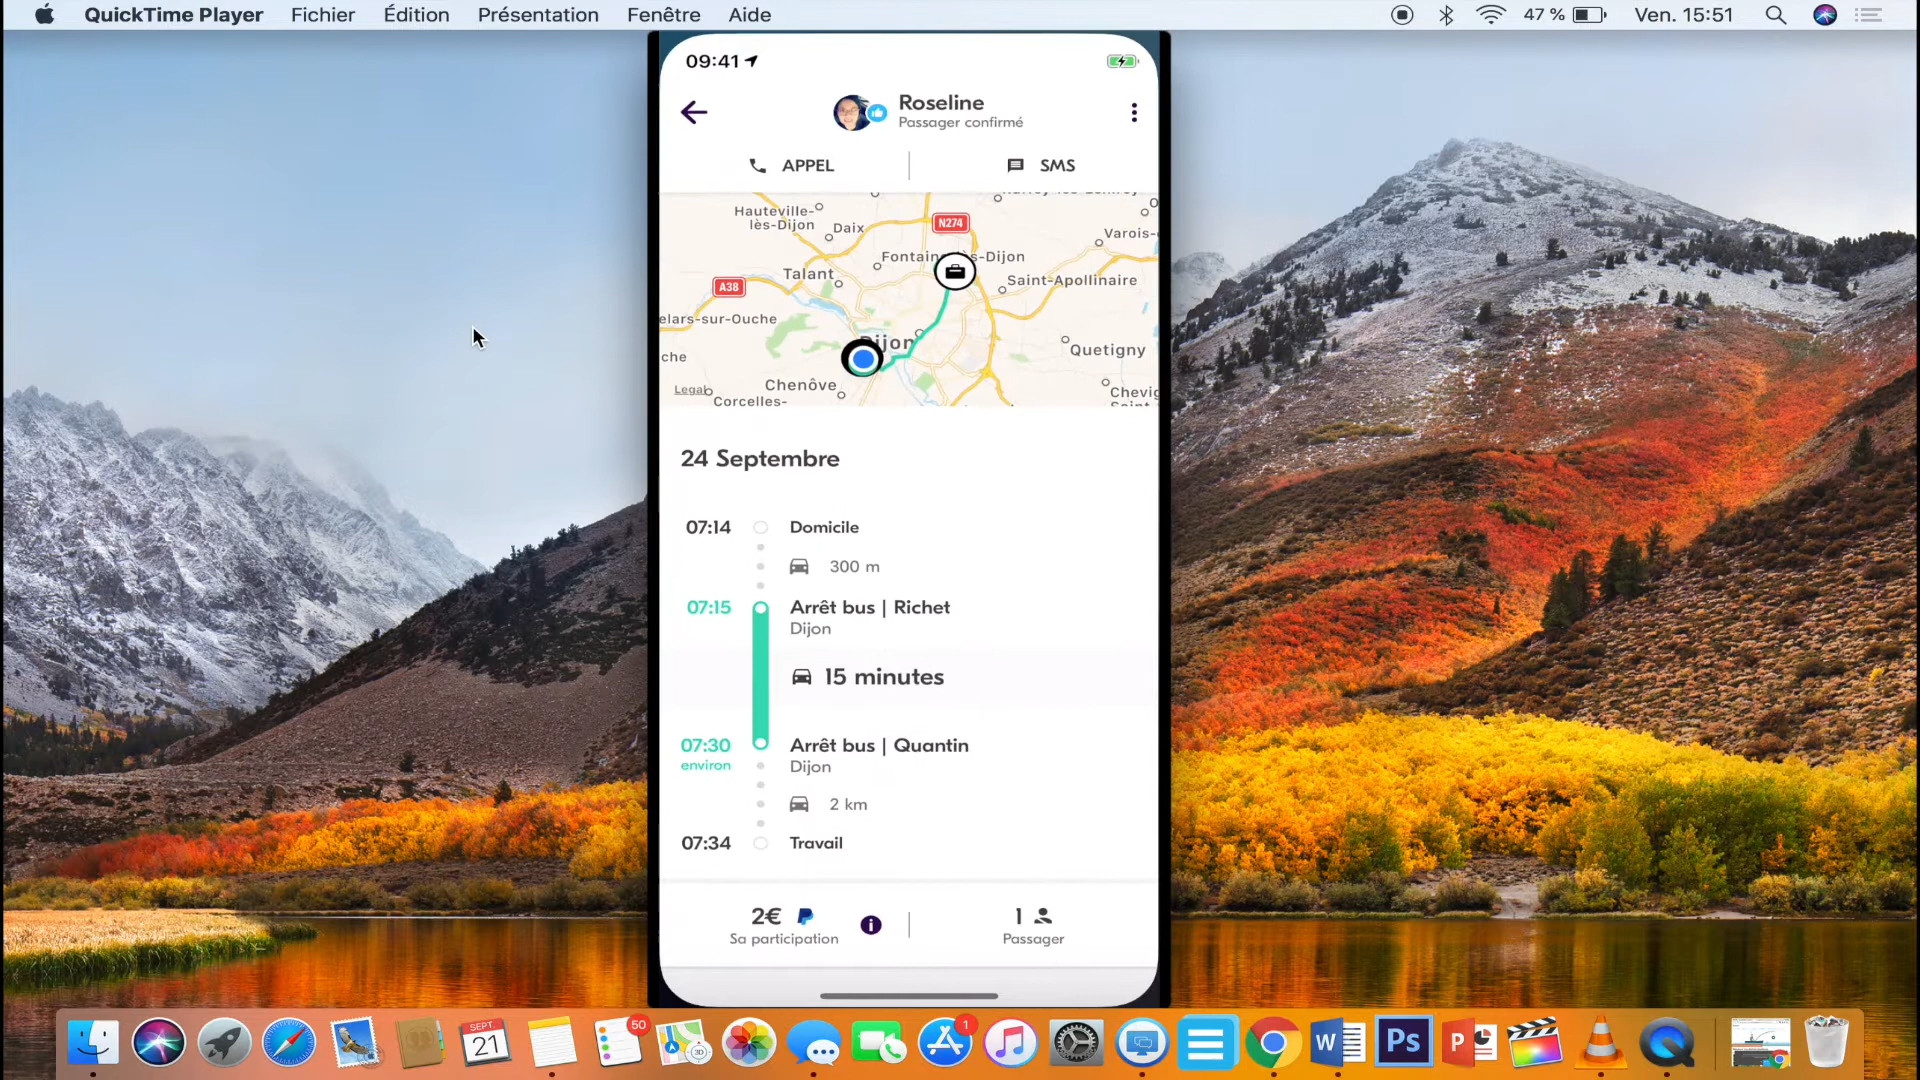 QuickTime Player Fichier Édition Présentation Fenêtre Aide 47 % Ven. 15:51
09:41
Roseline
Passager confirmé
APPEL SMS
Hauteville-
lès-Dijon
Daix
N274
Varois-
Talant
Saint-Apollinaire
A38
elars-sur-Ouche
Quetigny
che
Chenôve
Legal
Corcelles-
Chevig
24 Septembre
07:14 Domicile
300 m
07:15 Arrêt bus | Richet
Dijon
15 minutes
07:30 Arrêt bus | Quantin
environ Dijon
2 km
07:34 Travail
2€ 1
Sa participation Passager
SEPT.
21
50
3D
1
W
Ps
P